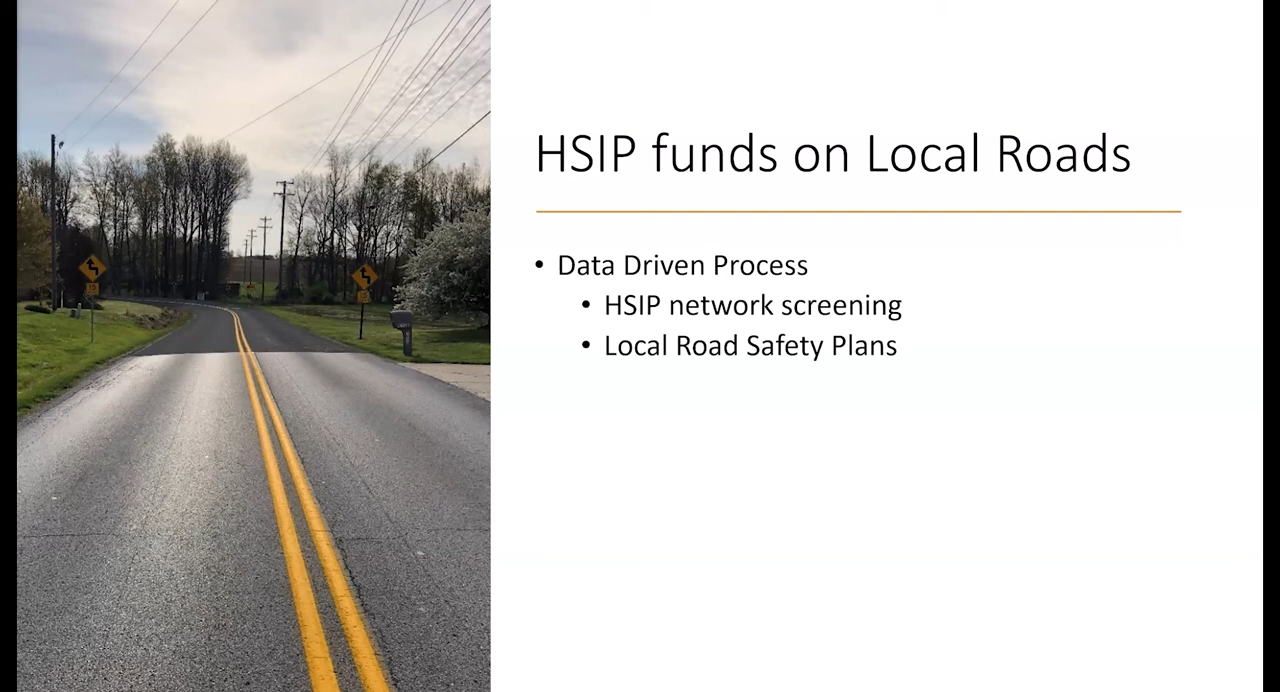 HSIP funds on Local Roads
• Data Driven Process
• HSIP network screening
• Local Road Safety Plans